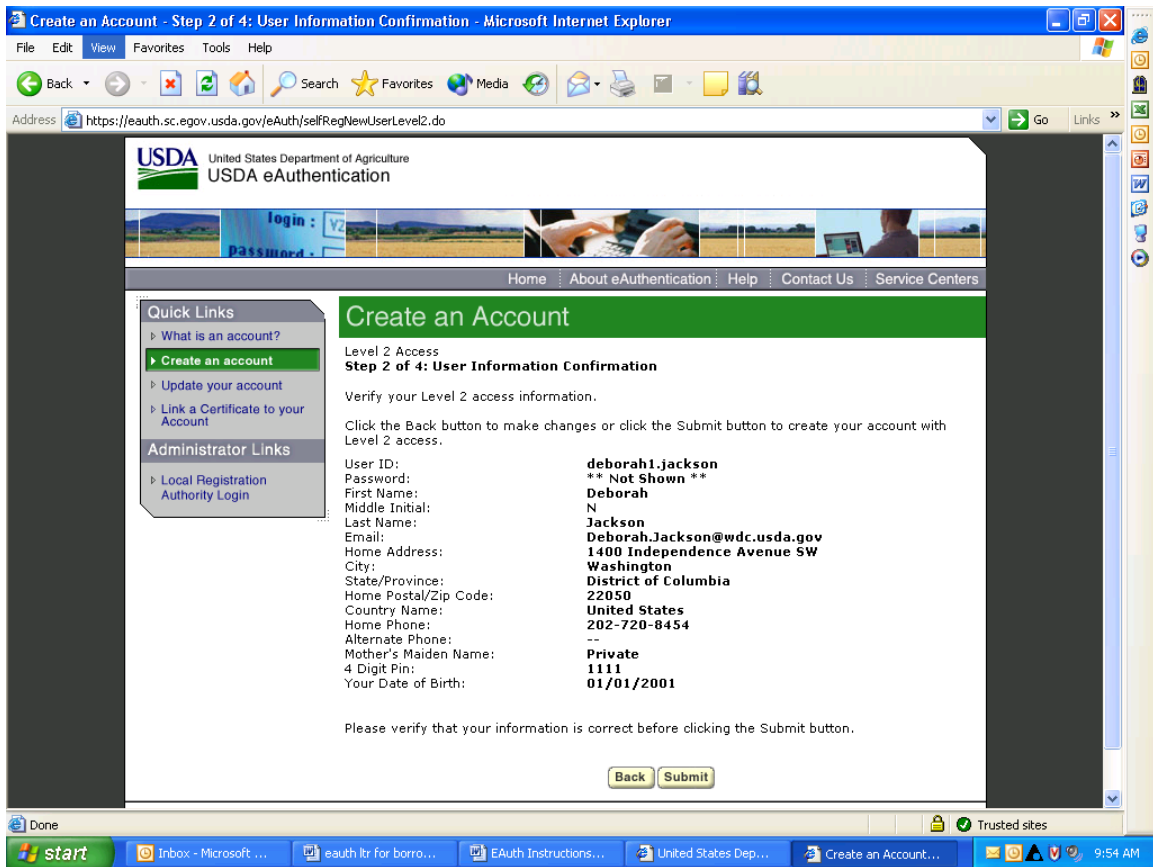 Create an Account - Step 2 of 4: User Information Confirmation - Microsoft Internet Explorer
File Edit View Favorites Tools Help
Back Search Favorites Media
Address https://eauth.sc.egov.usda.gov/eAuth/selfRegNewUserLevel2.do Go Links »
USDA United States Department of Agriculture
USDA eAuthentication
login : YZ
password :
Home About eAuthentication Help Contact Us Service Centers
Quick Links
What is an account?
Create an account
Update your account
Link a Certificate to your
Account
Administrator Links
Local Registration
Authority Login
Create an Account
Level 2 Access
Step 2 of 4: User Information Confirmation
Verify your Level 2 access information.
Click the Back button to make changes or click the Submit button to create your account with
Level 2 access.
User ID: deborah1.jackson
Password: ** Not Shown **
First Name: Deborah
Middle Initial: N
Last Name: Jackson
Email: Deborah.Jackson@wdc.usda.gov
Home Address: 1400 Independence Avenue SW
City: Washington
State/Province: District of Columbia
Home Postal/Zip Code: 22050
Country Name: United States
Home Phone: 202-720-8454
Alternate Phone: --
Mother's Maiden Name: Private
4 Digit Pin: 1111
Your Date of Birth: 01/01/2001
Please verify that your information is correct before clicking the Submit button.
Back Submit
Done Trusted sites
start Inbox - Microsoft ... eauth ltr for borro... EAuth Instructions... United States Dep... Create an Account... 9:54 AM